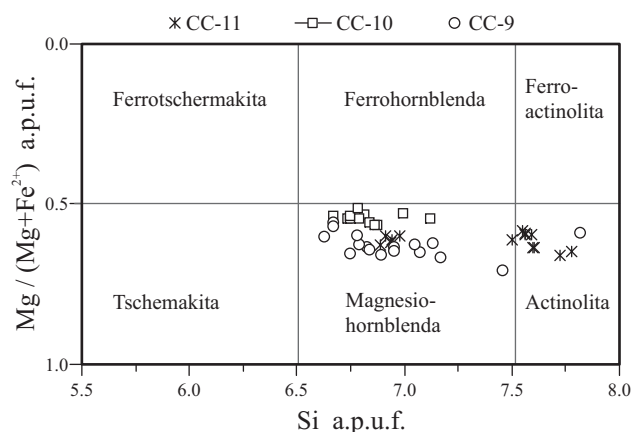 CC-11 CC-10 CC-9
0.0
Ferrotschermakita Ferrohornblenda Ferro-
actinolita
Mg / (Mg+Fe²⁺) a.p.u.f.
0.5
Tschemakita Magnesio-
hornblenda Actinolita
1.0
5.5 6.0 6.5 7.0 7.5 8.0
Si a.p.u.f.